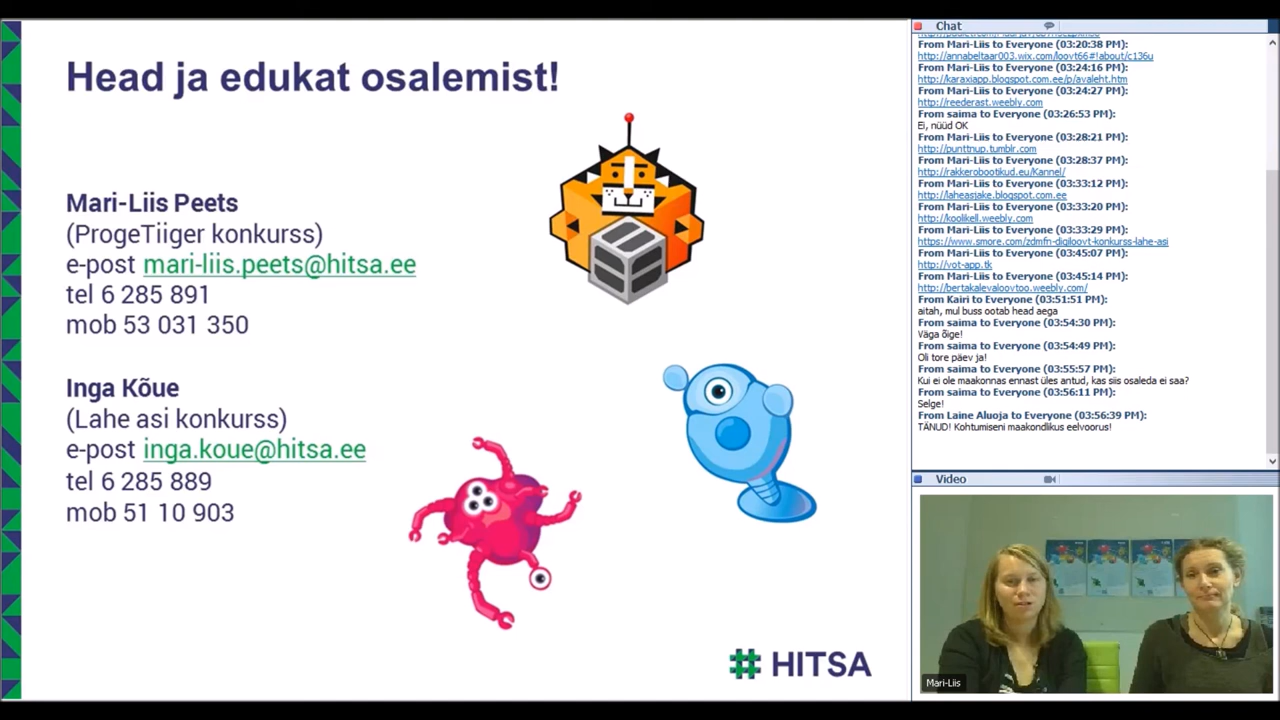 Head ja edukat osalemist!
Mari-Liis Peets
(ProgeTiiger konkurss)
e-post mari-liis.peets@hitsa.ee
tel 6 285 891
mob 53 031 350
Inga Kõue
(Lahe asi konkurss)
e-post inga.koue@hitsa.ee
tel 6 285 889
mob 51 10 903
HITSA
Chat
From Mari-Liis to Everyone (03:20:38 PM):
http://annabeltaar003.wix.com/loovt66#!about/c136u
From Mari-Liis to Everyone (03:24:16 PM):
http://karaxiapp.blogspot.com.ee/p/avaleht.htm
From Mari-Liis to Everyone (03:24:27 PM):
http://reederast.weebly.com
From saima to Everyone (03:26:53 PM):
Ei, nüüd OK
From Mari-Liis to Everyone (03:28:21 PM):
http://punttnup.tumblr.com
From Mari-Liis to Everyone (03:28:37 PM):
http://rakkerobootikud.eu/Kannel/
From Mari-Liis to Everyone (03:33:12 PM):
http://laheasjake.blogspot.com.ee
From Mari-Liis to Everyone (03:33:20 PM):
http://koolikell.weebly.com
From Mari-Liis to Everyone (03:33:29 PM):
https://www.smore.com/zdmfn-digiloovt-konkurss-lahe-asi
From Mari-Liis to Everyone (03:45:07 PM):
http://vot-app.tk
From Mari-Liis to Everyone (03:45:14 PM):
http://bertakalevaloovtoo.weebly.com/
From Kairi to Everyone (03:51:51 PM):
aitah, mul buss ootab head aega
From saima to Everyone (03:54:30 PM):
Väga õige!
From saima to Everyone (03:54:49 PM):
Oli tore päev ja!
From saima to Everyone (03:55:57 PM):
Kui ei ole maakonnas ennast üles antud, kas siis osaleda ei saa?
From saima to Everyone (03:56:11 PM):
Selge!
From Laine Aluoja to Everyone (03:56:39 PM):
TÄNUD! Kohtumiseni maakondlikus eelvoorus!
Video
Mari-Liis